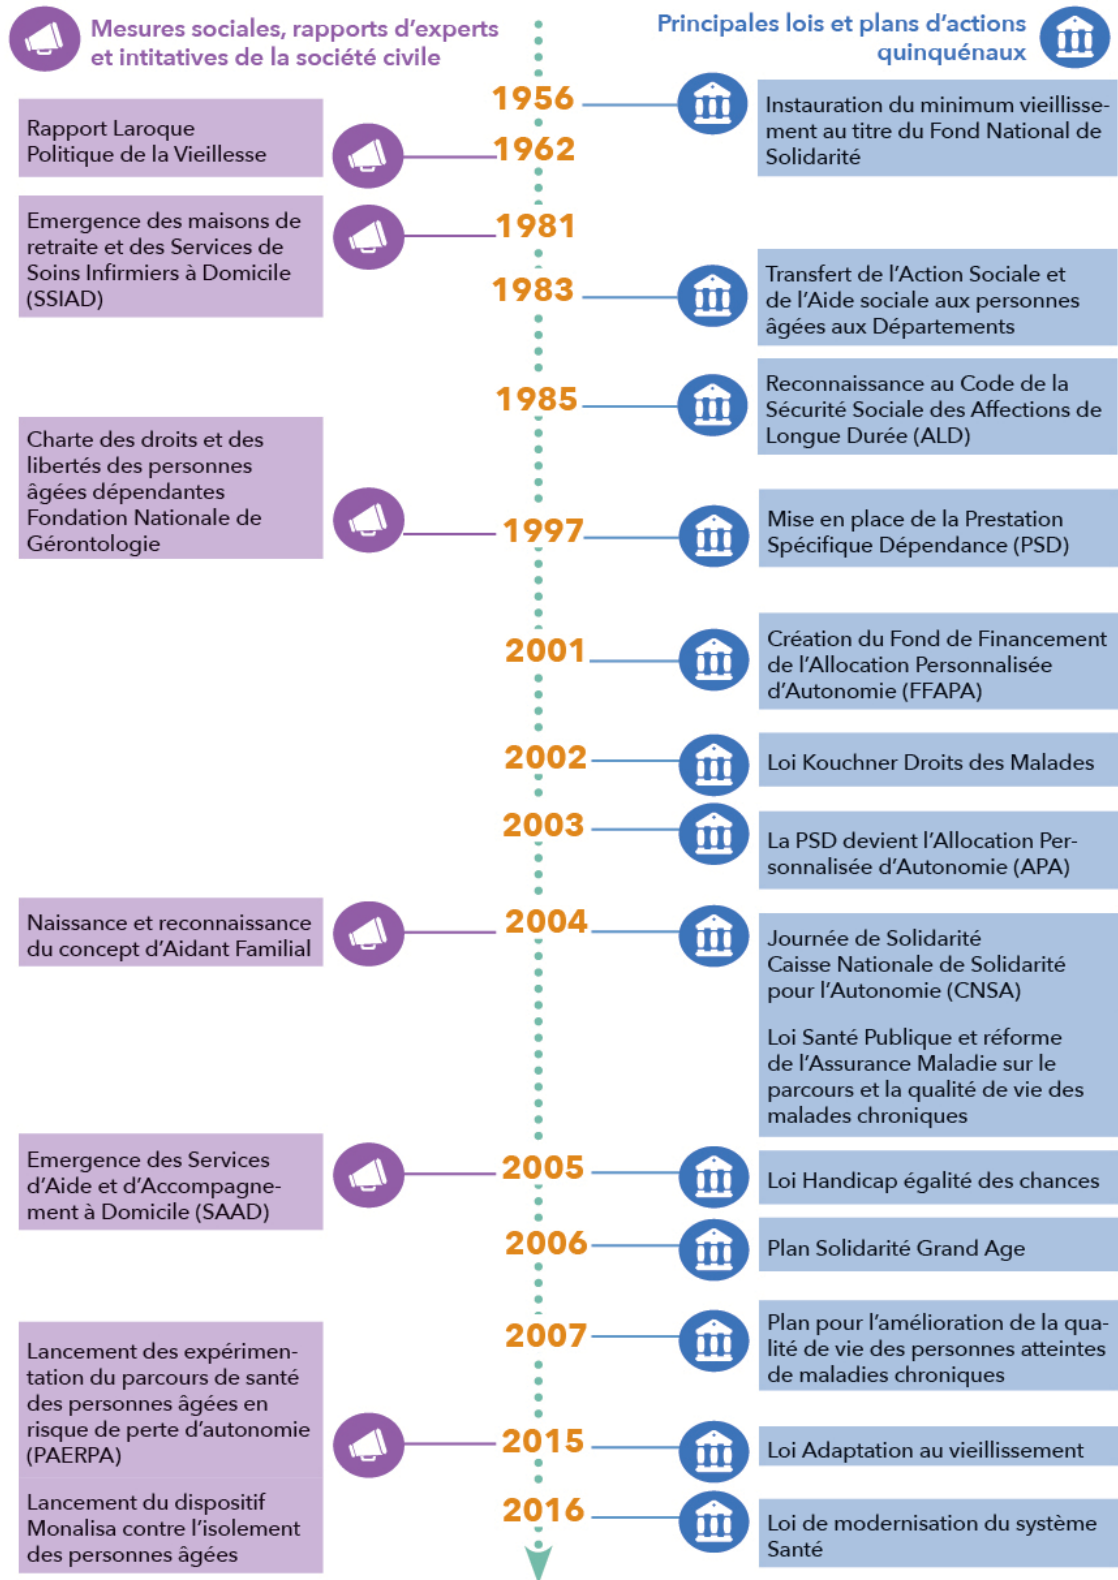 Mesures sociales, rapports d'experts
et intitatives de la société civile
Principales lois et plans d'actions
quinquénaux
1956
Instauration du minimum vieillisse-
ment au titre du Fond National de
Solidarité
Rapport Laroque
Politique de la Vieillesse
1962
Emergence des maisons de
retraite et des Services de
Soins Infirmiers à Domicile
(SSIAD)
1981
1983
Transfert de l'Action Sociale et
de l'Aide sociale aux personnes
âgées aux Départements
1985
Reconnaissance au Code de la
Sécurité Sociale des Affections de
Longue Durée (ALD)
Charte des droits et des
libertés des personnes
âgées dépendantes
Fondation Nationale de
Gérontologie
1997
Mise en place de la Prestation
Spécifique Dépendance (PSD)
2001
Création du Fond de Financement
de l'Allocation Personnalisée
d'Autonomie (FFAPA)
2002
Loi Kouchner Droits des Malades
2003
La PSD devient l'Allocation Per-
sonnalisée d'Autonomie (APA)
Naissance et reconnaissance
du concept d'Aidant Familial
2004
Journée de Solidarité
Caisse Nationale de Solidarité
pour l'Autonomie (CNSA)
Loi Santé Publique et réforme
de l'Assurance Maladie sur le
parcours et la qualité de vie des
malades chroniques
Emergence des Services
d'Aide et d'Accompagne-
ment à Domicile (SAAD)
2005
Loi Handicap égalité des chances
2006
Plan Solidarité Grand Age
2007
Plan pour l'amélioration de la qua-
lité de vie des personnes atteintes
de maladies chroniques
Lancement des expérimen-
tation du parcours de santé
des personnes âgées en
risque de perte d'autonomie
(PAERPA)
Lancement du dispositif
Monalisa contre l'isolement
des personnes âgées
2015
Loi Adaptation au vieillissement
2016
Loi de modernisation du système
Santé